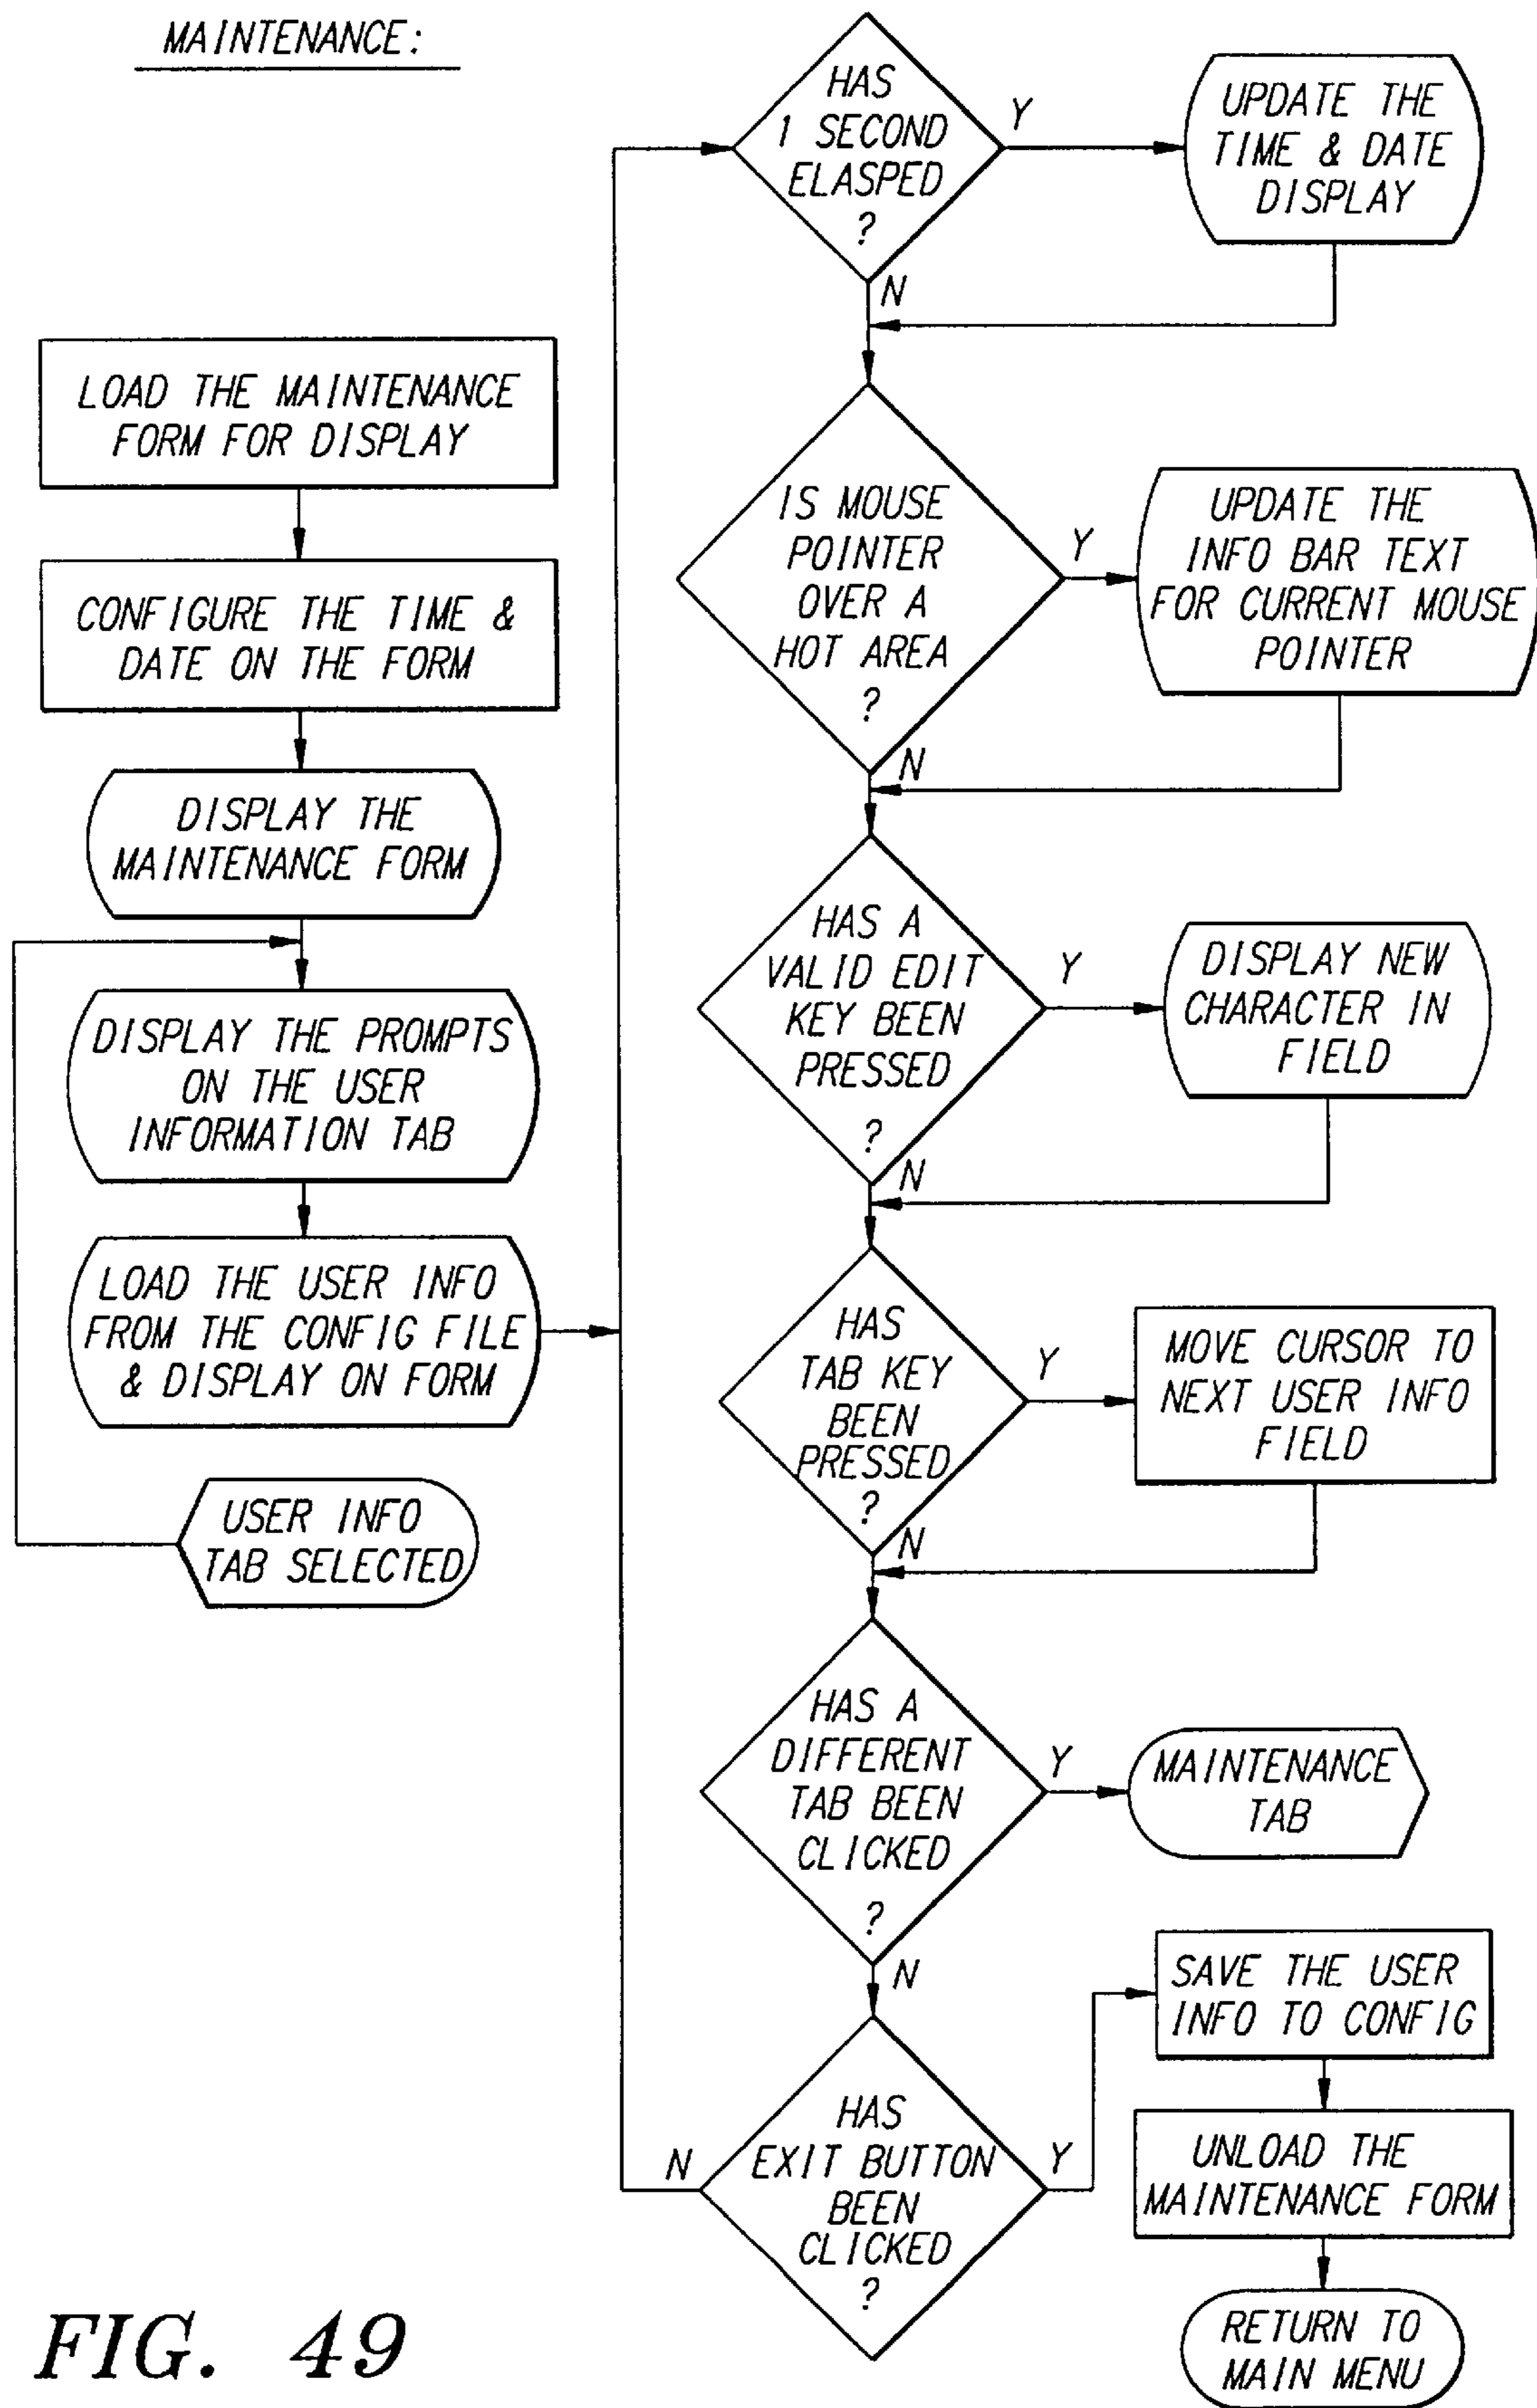 MAINTENANCE:
LOAD THE MAINTENANCE
FORM FOR DISPLAY
CONFIGURE THE TIME &
DATE ON THE FORM
DISPLAY THE
MAINTENANCE FORM
DISPLAY THE PROMPTS
ON THE USER
INFORMATION TAB
LOAD THE USER INFO
FROM THE CONFIG FILE
& DISPLAY ON FORM
USER INFO
TAB SELECTED
HAS
1 SECOND
ELASPED
?
Y
UPDATE THE
TIME & DATE
DISPLAY
N
IS MOUSE
POINTER
OVER A
HOT AREA
?
Y
UPDATE THE
INFO BAR TEXT
FOR CURRENT MOUSE
POINTER
N
HAS A
VALID EDIT
KEY BEEN
PRESSED
?
Y
DISPLAY NEW
CHARACTER IN
FIELD
N
HAS
TAB KEY
BEEN
PRESSED
?
Y
MOVE CURSOR TO
NEXT USER INFO
FIELD
N
HAS A
DIFFERENT
TAB BEEN
CLICKED
?
Y
MAINTENANCE
TAB
N
HAS
EXIT BUTTON
BEEN
CLICKED
?
N
Y
SAVE THE USER
INFO TO CONFIG
UNLOAD THE
MAINTENANCE FORM
RETURN TO
MAIN MENU
FIG. 49